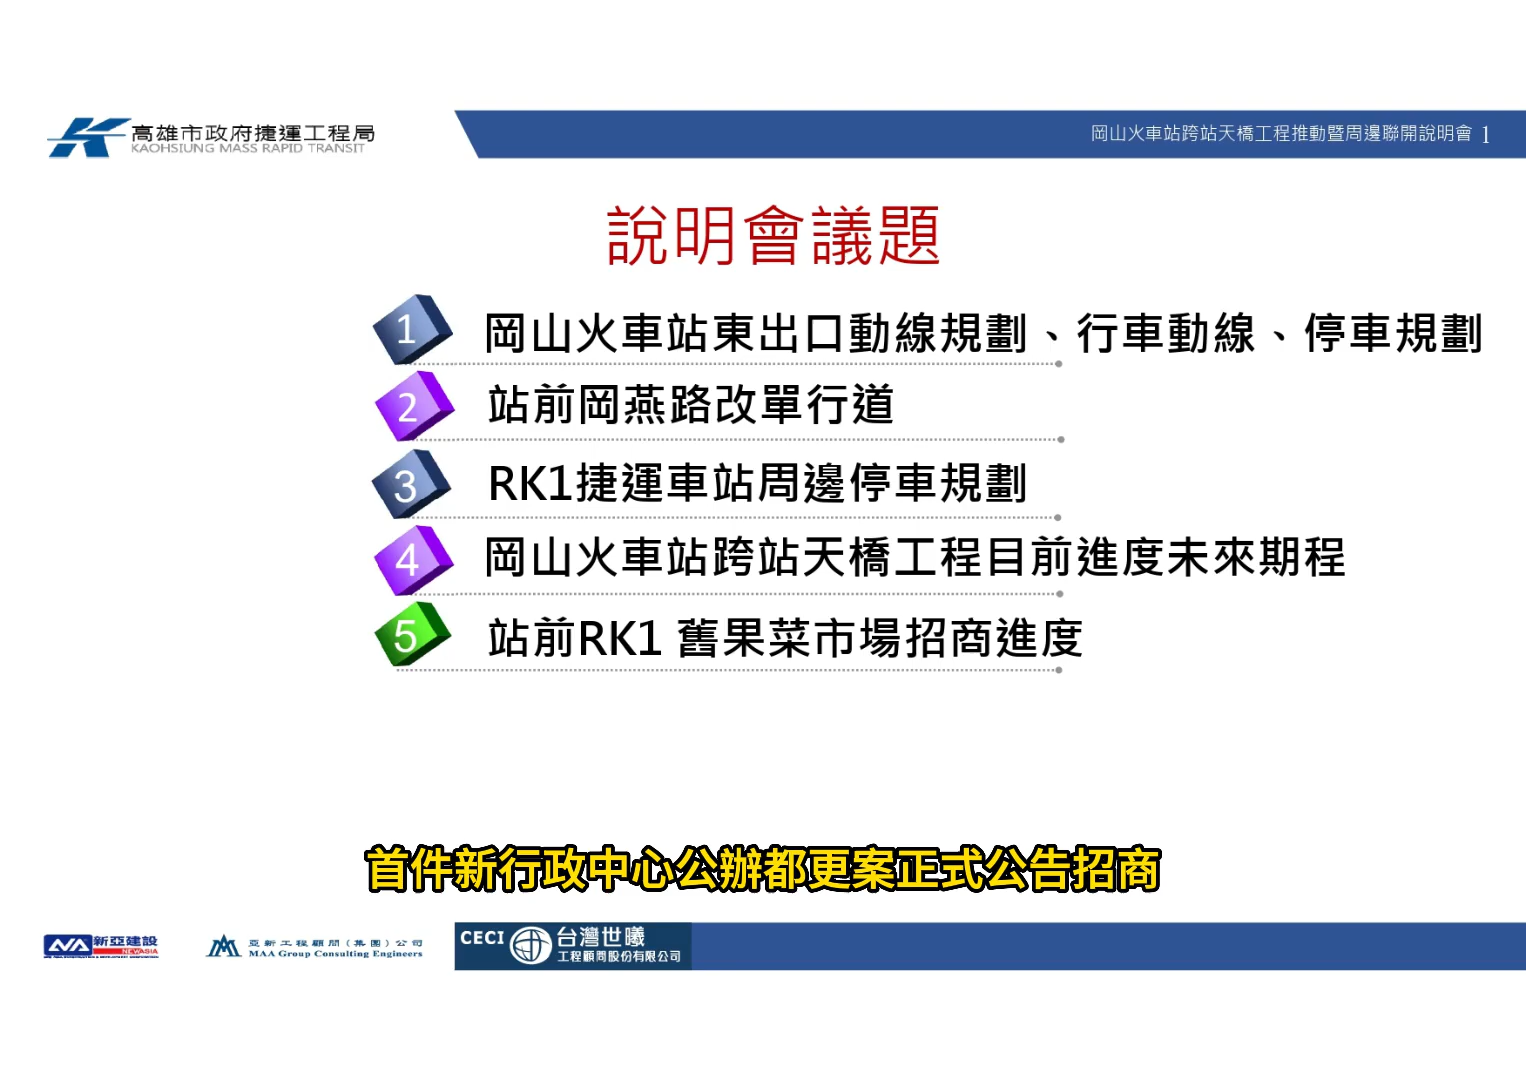 高雄市政府捷運工程局
KAOHSIUNG MASS RAPID TRANSIT
岡山火車站跨站天橋工程推動暨周邊聯開說明會 1
說明會議題
1 岡山火車站東出口動線規劃、行車動線、停車規劃
2 站前岡燕路改單行道
3 RK1捷運車站周邊停車規劃
4 岡山火車站跨站天橋工程目前進度未來期程
5 站前RK1 舊果菜市場招商進度
首件新行政中心公辦都更案正式公告招商
新亞建設
NEWASIA
亞新工程顧問(集團)公司
MAA Group Consulting Engineers
CECI 台灣世曦
工程顧問股份有限公司